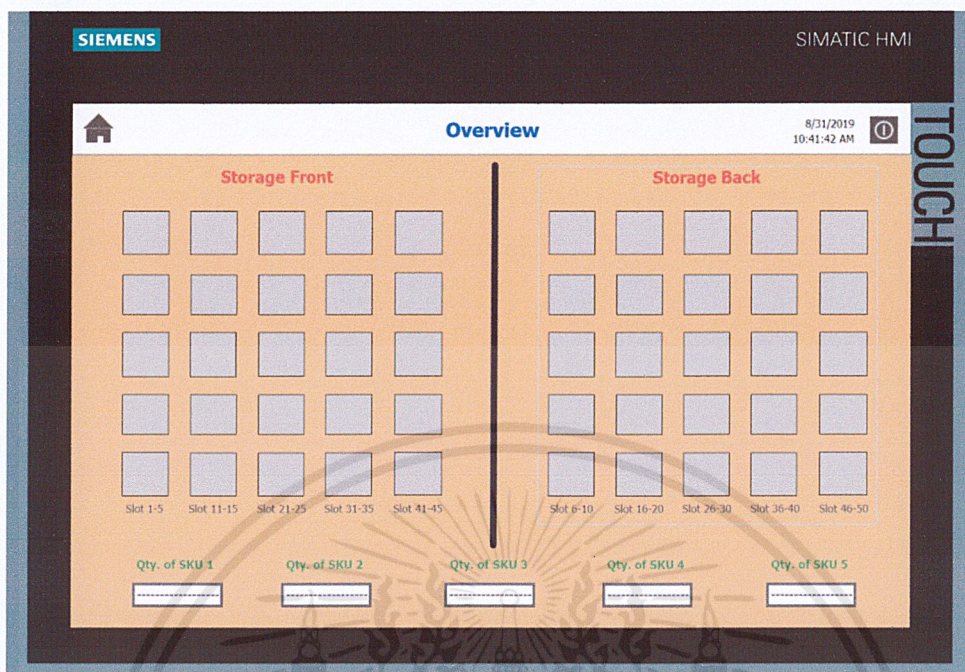 SIEMENS
SIMATIC HMI
TOUCH
Overview
8/31/2019
10:41:42 AM
Storage Front
Storage Back
Slot 1-5 Slot 11-15 Slot 21-25 Slot 31-35 Slot 41-45
Slot 6-10 Slot 16-20 Slot 26-30 Slot 36-40 Slot 46-50
Qty. of SKU 1 Qty. of SKU 2 Qty. of SKU 3 Qty. of SKU 4 Qty. of SKU 5